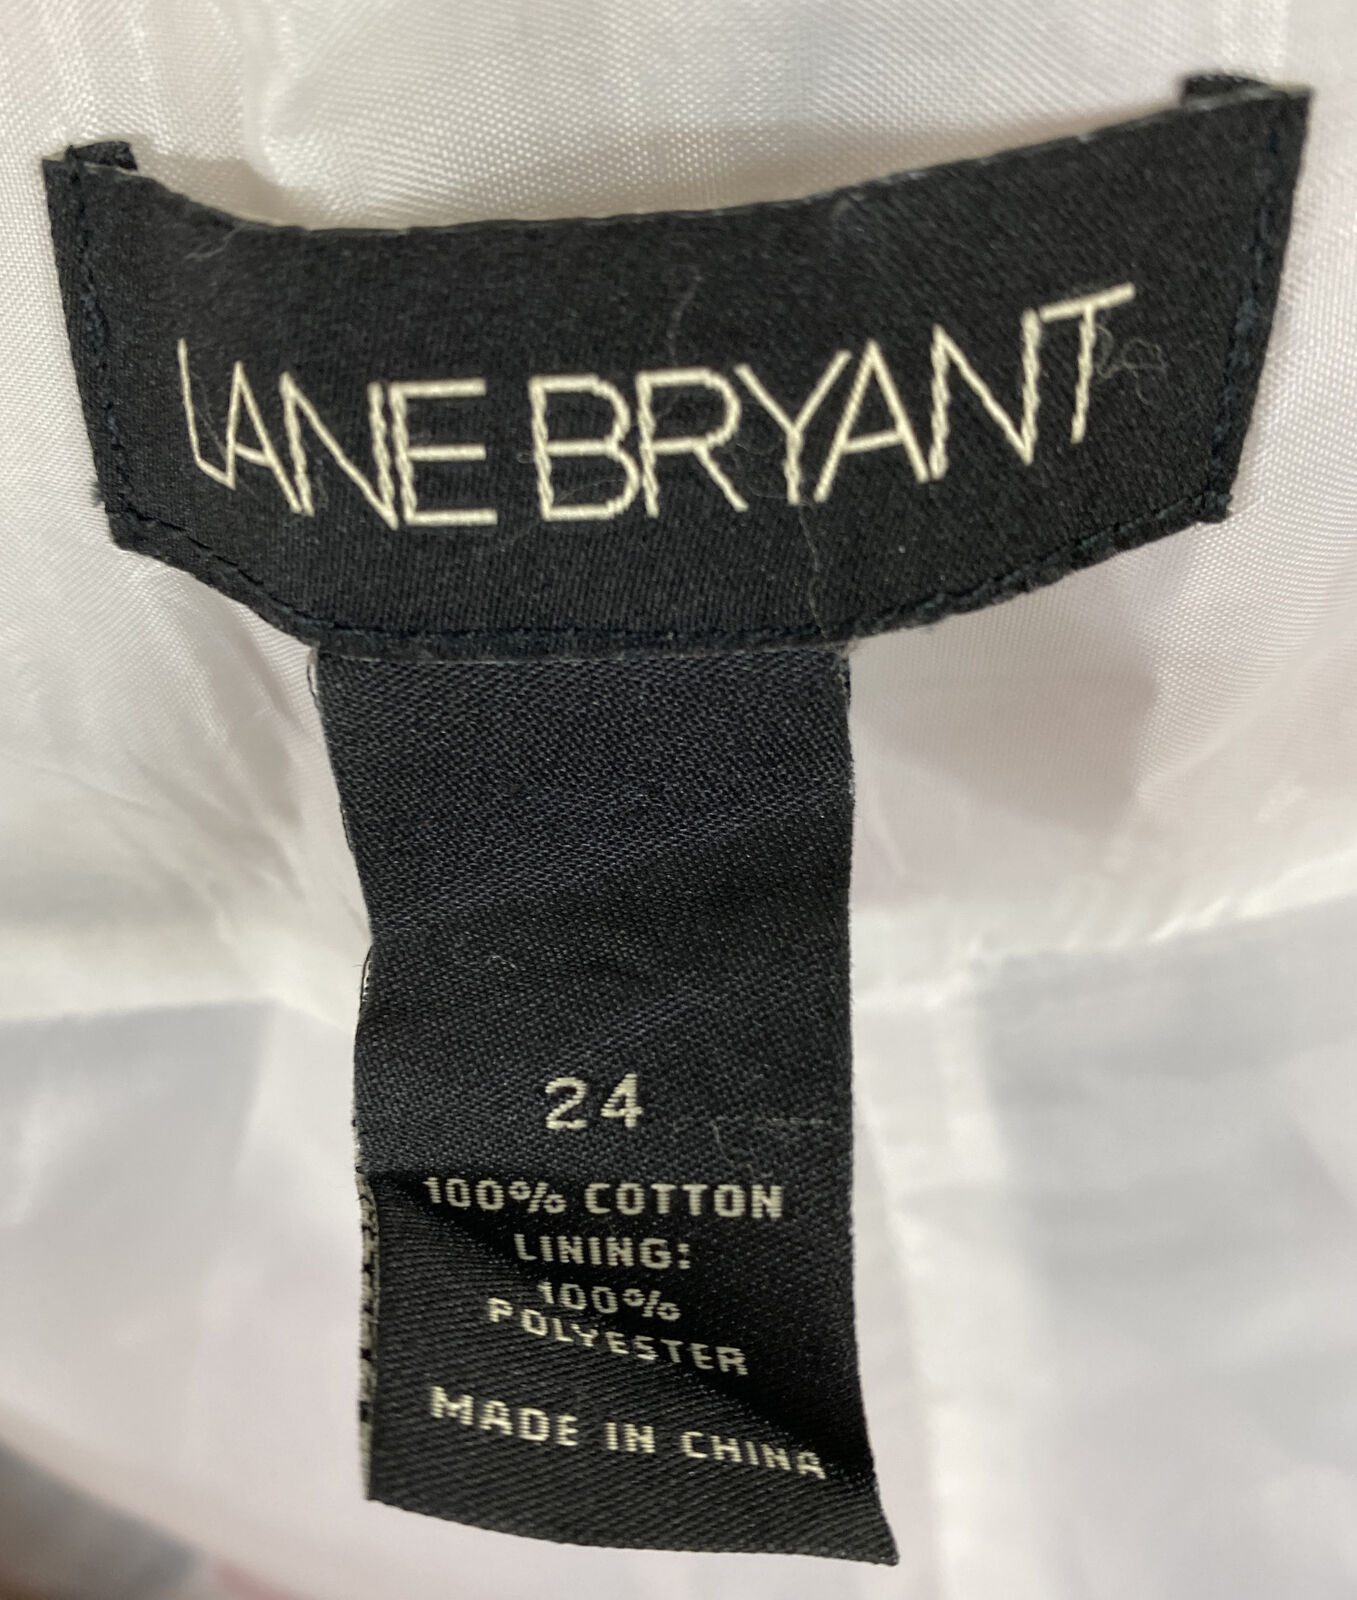 LANE BRYANT
24
100% COTTON
LINING:
100%
POLYESTER
MADE IN CHINA